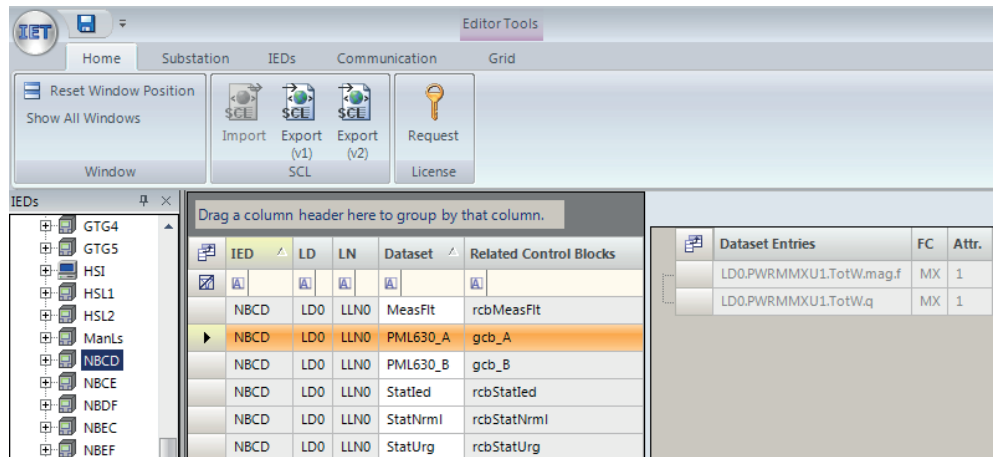 IET
Editor Tools
Home Substation IEDs Communication Grid
Reset Window Position
Show All Windows
SCL SCL SCL
Import Export (v1) Export (v2) Request
Window SCL License
IEDs
GTG4
GTG5
HSI
HSL1
HSL2
ManLs
NBCD
NBCE
NBDF
NBEC
NBEF
Drag a column header here to group by that column.
IED LD LN Dataset Related Control Blocks
A A A A
NBCD LD0 LLN0 MeasFlt rcbMeasFlt
NBCD LD0 LLN0 PML630_A gcb_A
NBCD LD0 LLN0 PML630_B gcb_B
NBCD LD0 LLN0 StatIed rcbStatIed
NBCD LD0 LLN0 StatNrml rcbStatNrml
NBCD LD0 LLN0 StatUrg rcbStatUrg
Dataset Entries FC Attr.
LD0.PWRMMXU1.TotW.mag.f MX 1
LD0.PWRMMXU1.TotW.q MX 1